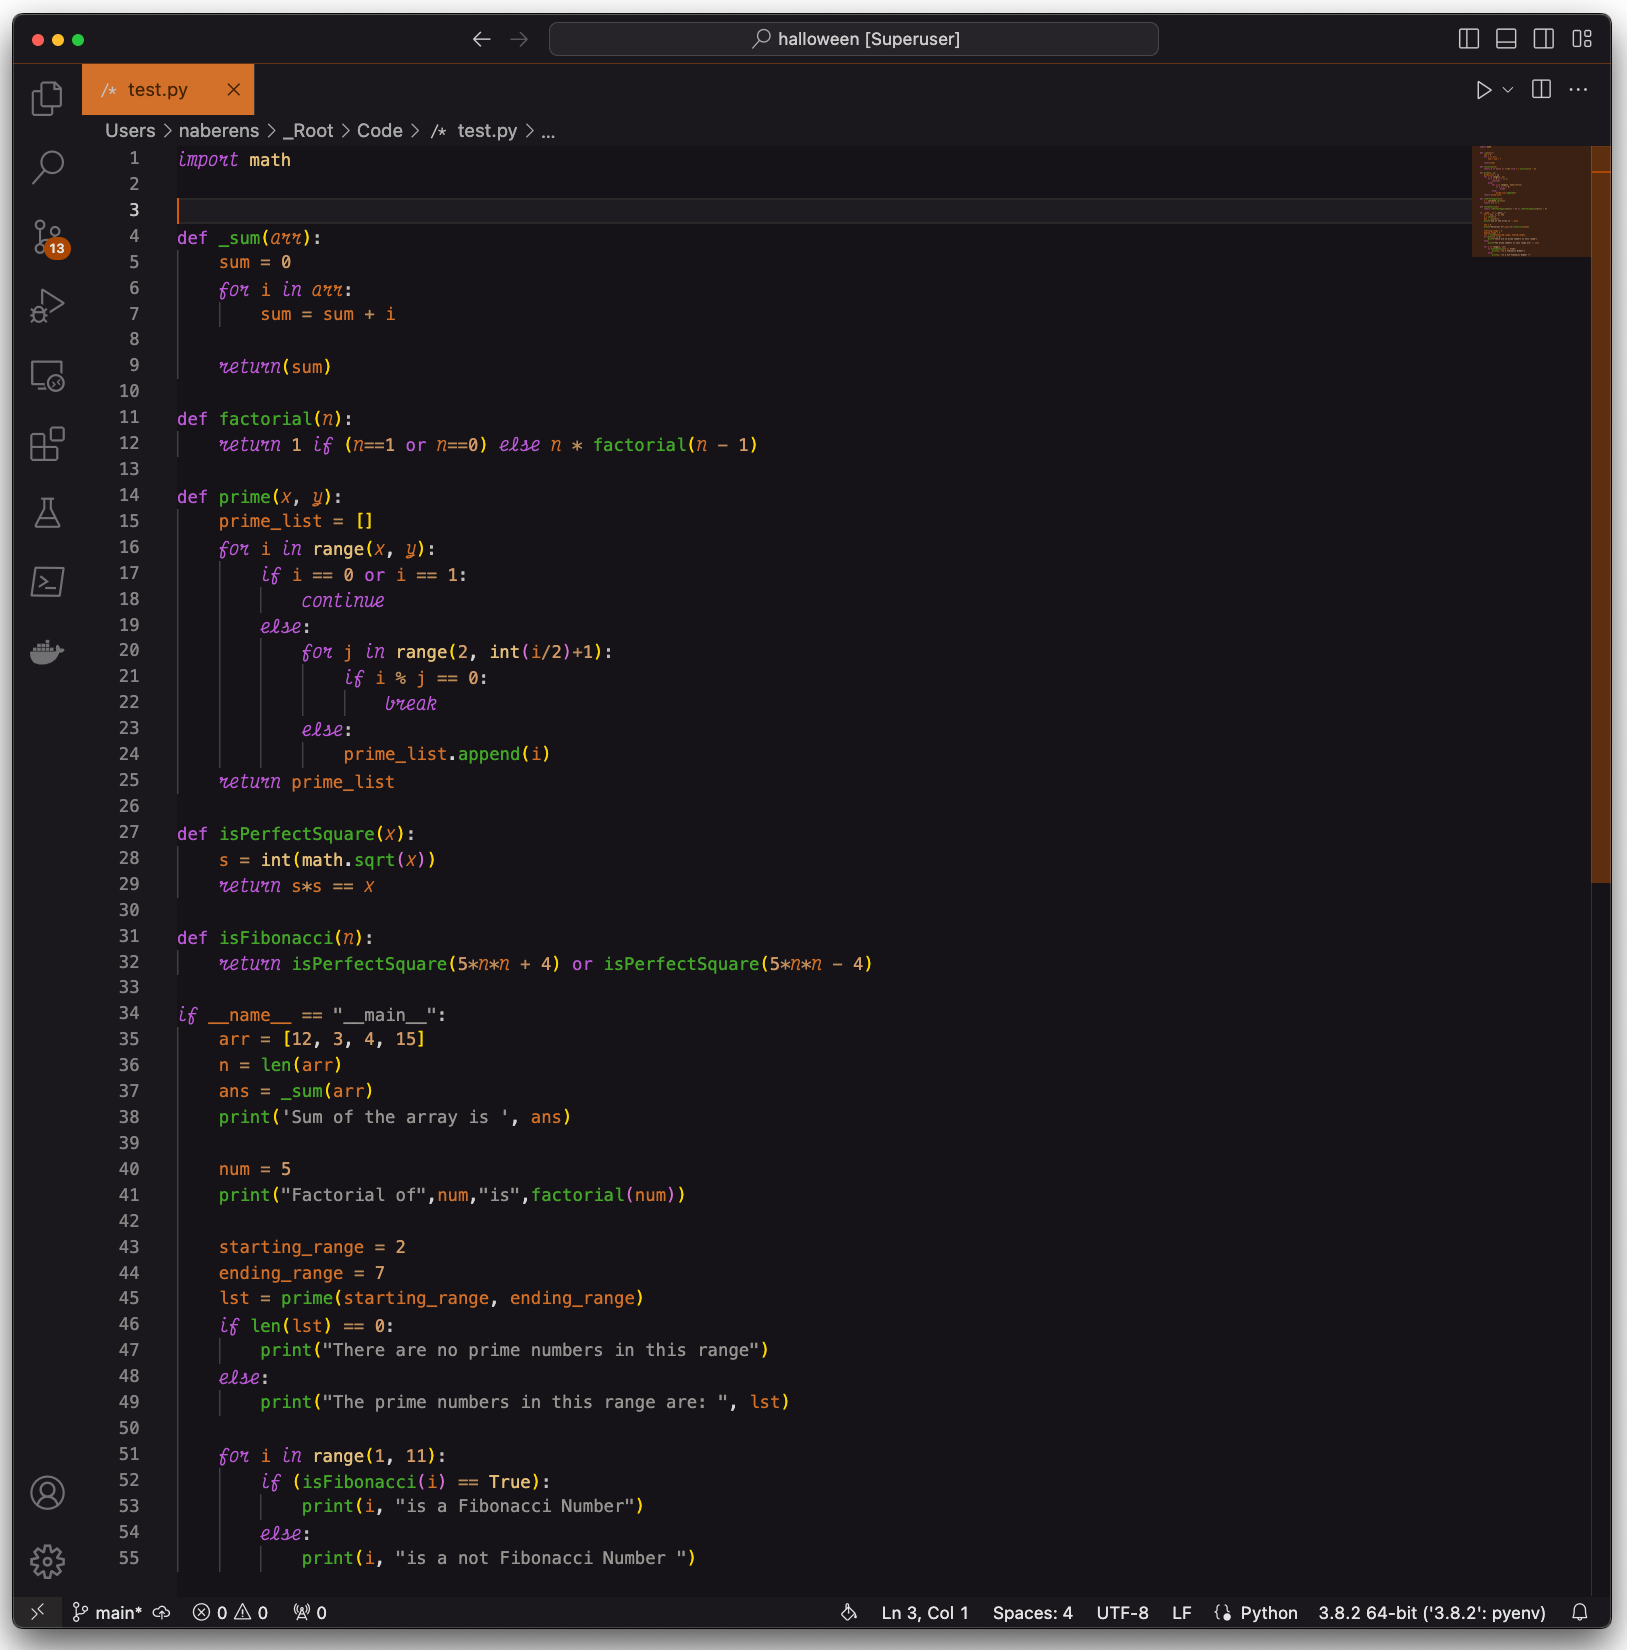 halloween [Superuser]
/* test.py
Users > naberens > _Root > Code > /* test.py > ...
1 import math
2
3
4 def _sum(arr):
5     sum = 0
6     for i in arr:
7         sum = sum + i
8
9     return(sum)
10
11 def factorial(n):
12     return 1 if (n==1 or n==0) else n * factorial(n - 1)
13
14 def prime(x, y):
15     prime_list = []
16     for i in range(x, y):
17         if i == 0 or i == 1:
18             continue
19         else:
20             for j in range(2, int(i/2)+1):
21                 if i % j == 0:
22                     break
23             else:
24                 prime_list.append(i)
25     return prime_list
26
27 def isPerfectSquare(x):
28     s = int(math.sqrt(x))
29     return s*s == x
30
31 def isFibonacci(n):
32     return isPerfectSquare(5*n*n + 4) or isPerfectSquare(5*n*n - 4)
33
34 if __name__ == "__main__":
35     arr = [12, 3, 4, 15]
36     n = len(arr)
37     ans = _sum(arr)
38     print('Sum of the array is ', ans)
39
40     num = 5
41     print("Factorial of",num,"is",factorial(num))
42
43     starting_range = 2
44     ending_range = 7
45     lst = prime(starting_range, ending_range)
46     if len(lst) == 0:
47         print("There are no prime numbers in this range")
48     else:
49         print("The prime numbers in this range are: ", lst)
50
51     for i in range(1, 11):
52         if (isFibonacci(i) == True):
53             print(i, "is a Fibonacci Number")
54         else:
55             print(i, "is a not Fibonacci Number ")
13
main* 0 0 0 Ln 3, Col 1 Spaces: 4 UTF-8 LF Python 3.8.2 64-bit ('3.8.2': pyenv)